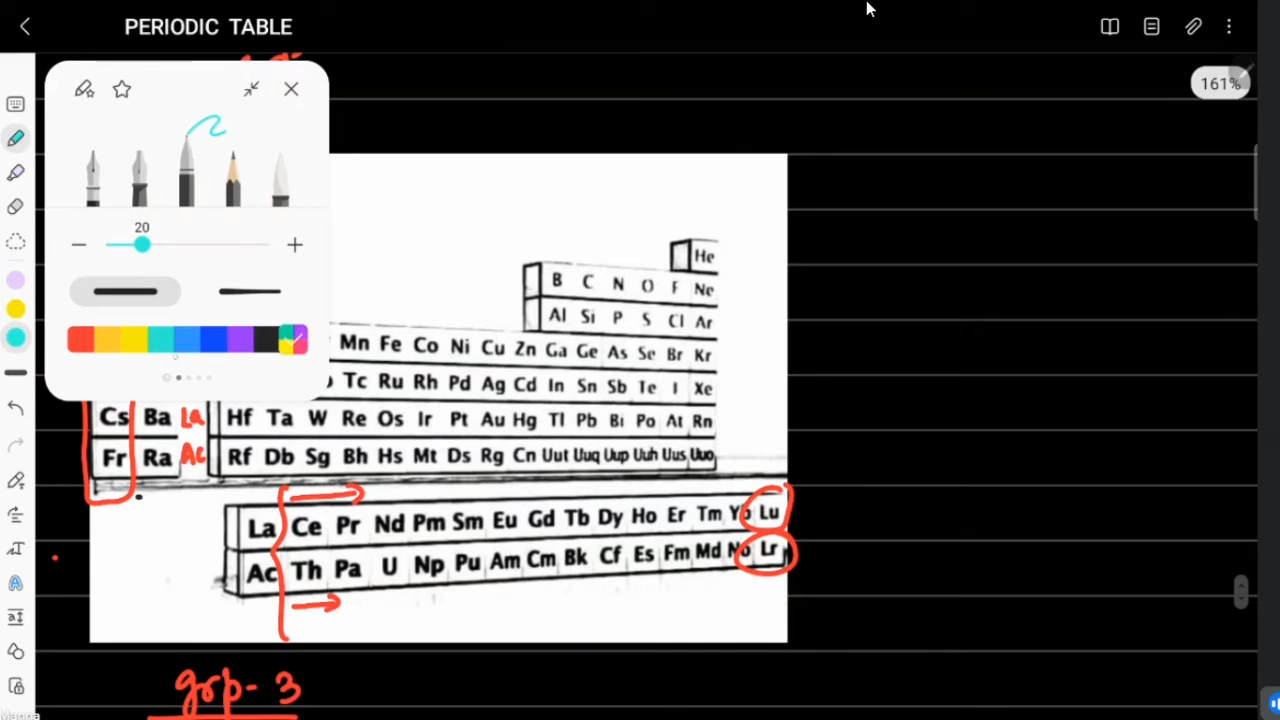 PERIODIC TABLE
161%
20
He
B C N O F Ne
Al Si P S Cl Ar
Mn Fe Co Ni Cu Zn Ga Ge As Se Br Kr
Tc Ru Rh Pd Ag Cd In Sn Sb Te I Xe
Cs Ba La Hf Ta W Re Os Ir Pt Au Hg Tl Pb Bi Po At Rn
Fr Ra Ac Rf Db Sg Bh Hs Mt Ds Rg Cn Uut Uuq Uup Uuh Uus Uuo
La Ce Pr Nd Pm Sm Eu Gd Tb Dy Ho Er Tm Yb Lu
Ac Th Pa U Np Pu Am Cm Bk Cf Es Fm Md No Lr
grp- 3